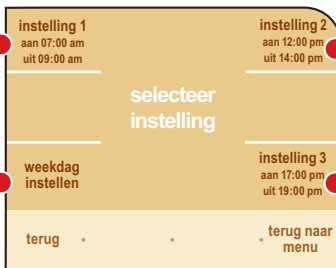 instelling 1
aan 07:00 am
uit 09:00 am
instelling 2
aan 12:00 pm
uit 14:00 pm
selecteer
instelling
weekdag
instellen
instelling 3
aan 17:00 pm
uit 19:00 pm
terug
terug naar
menu